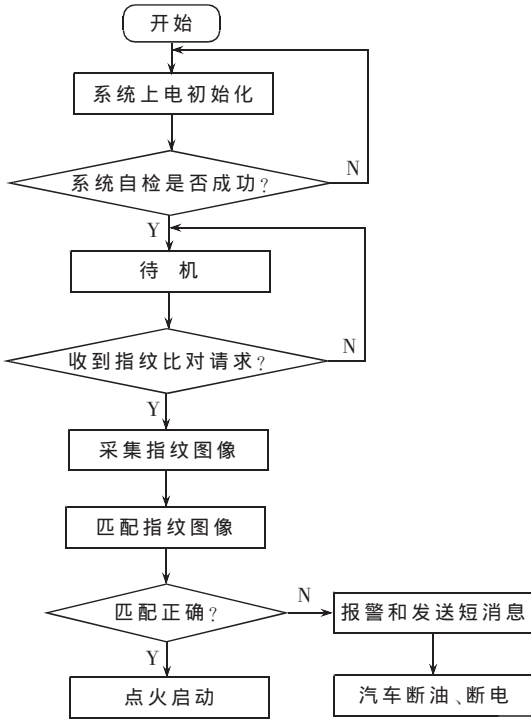 开始
系统上电初始化
系统自检是否成功?
N
Y
待 机
收到指纹比对请求?
N
Y
采集指纹图像
匹配指纹图像
匹配正确?
N
报警和发送短消息
Y
点火启动
汽车断油、断电